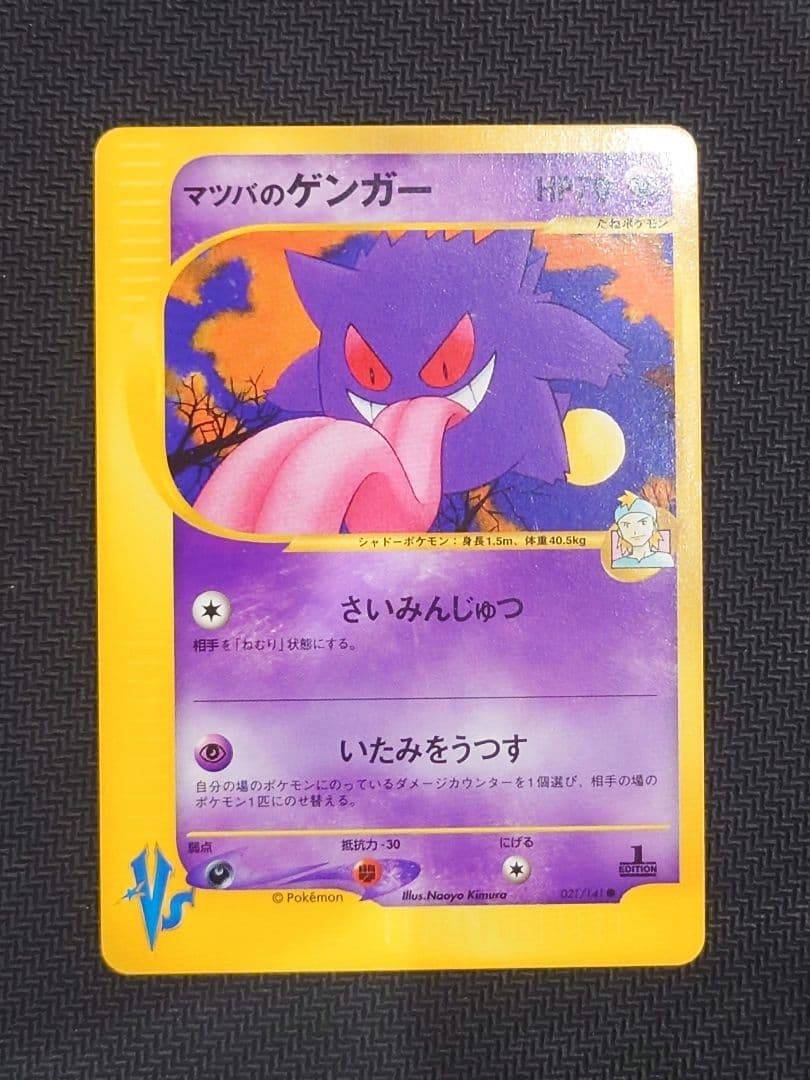 マツバのゲンガー HP70
たねポケモン
シャドーポケモン：身長1.5m、体重40.5kg
さいみんじゅつ
相手を「ねむり」状態にする。
いたみをうつす
自分の場のポケモンにのっているダメージカウンターを1個選び、相手の場の
ポケモン1匹にのせ替える。
弱点 抵抗力-30 にげる
1
EDITION
VS
© Pokémon Illus.Naoyo Kimura 021/141●